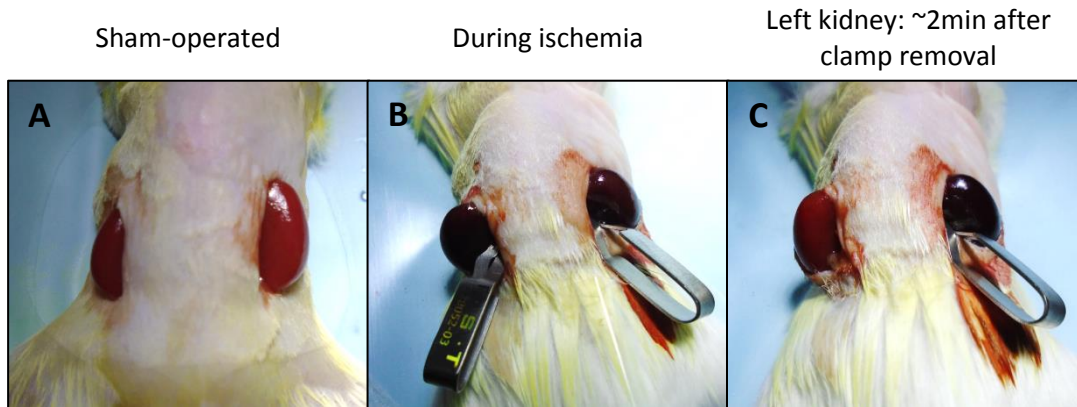 Sham-operated
During ischemia
Left kidney: ~2min after
clamp removal
A
B
C
S&T